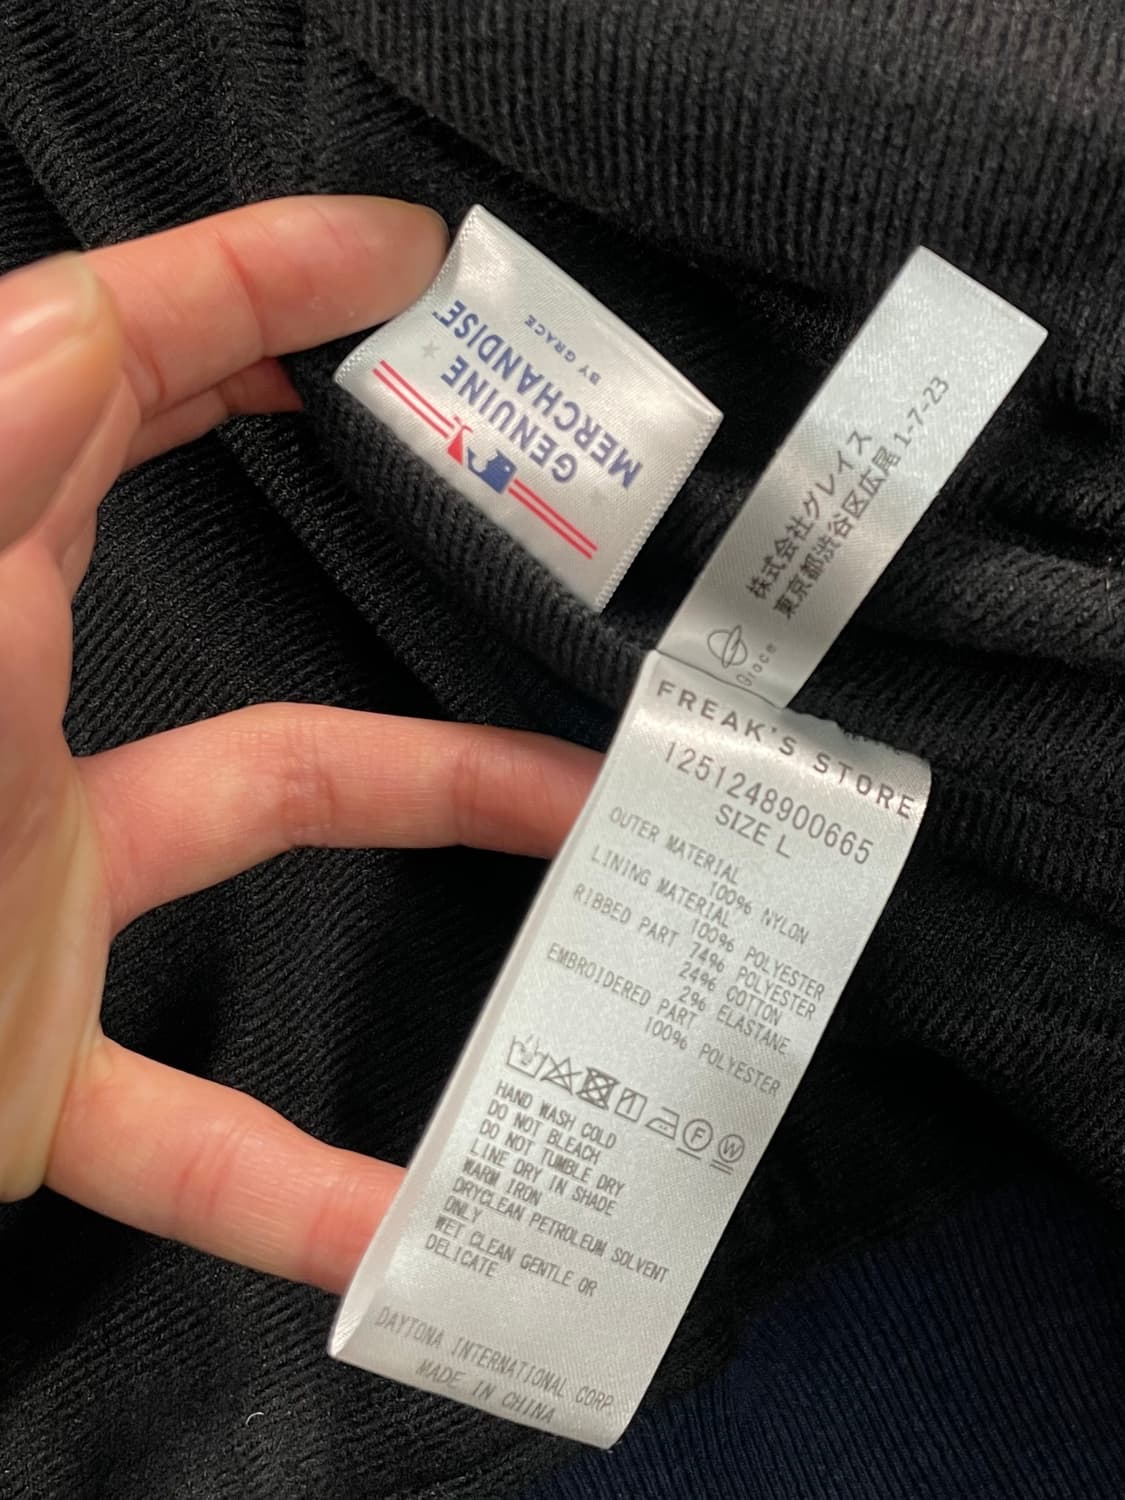 GENUINE
MERCHANDISE™
BY GRACE
株式会社グレイス
東京都渋谷区広尾1-7-23
Grace
FREAK'S STORE
1251248900665
SIZE L
OUTER MATERIAL
100% NYLON
LINING MATERIAL
100% POLYESTER
RIBBED PART 74% POLYESTER
24% COTTON
2% ELASTANE
EMBROIDERED PART
100% POLYESTER
F W
HAND WASH COLD
DO NOT BLEACH
DO NOT TUMBLE DRY
LINE DRY IN SHADE
WARM IRON
DRYCLEAN PETROLEUM SOLVENT
ONLY
WET CLEAN GENTLE OR
DELICATE
DAYTONA INTERNATIONAL CORP.
MADE IN CHINA